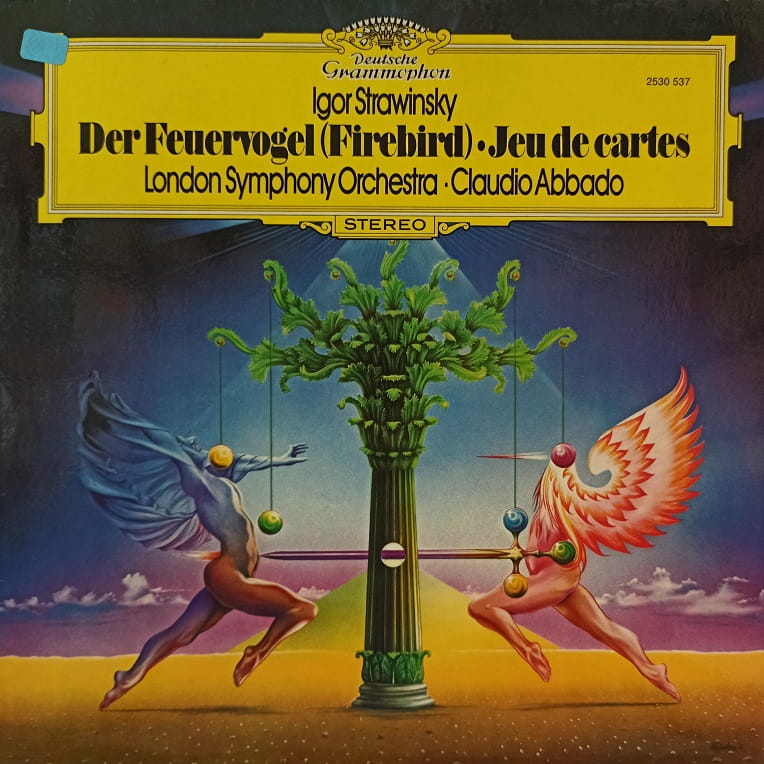 Deutsche
Grammophon
2530 537
Igor Strawinsky
Der Feuervogel (Firebird) · Jeu de cartes
London Symphony Orchestra · Claudio Abbado
STEREO